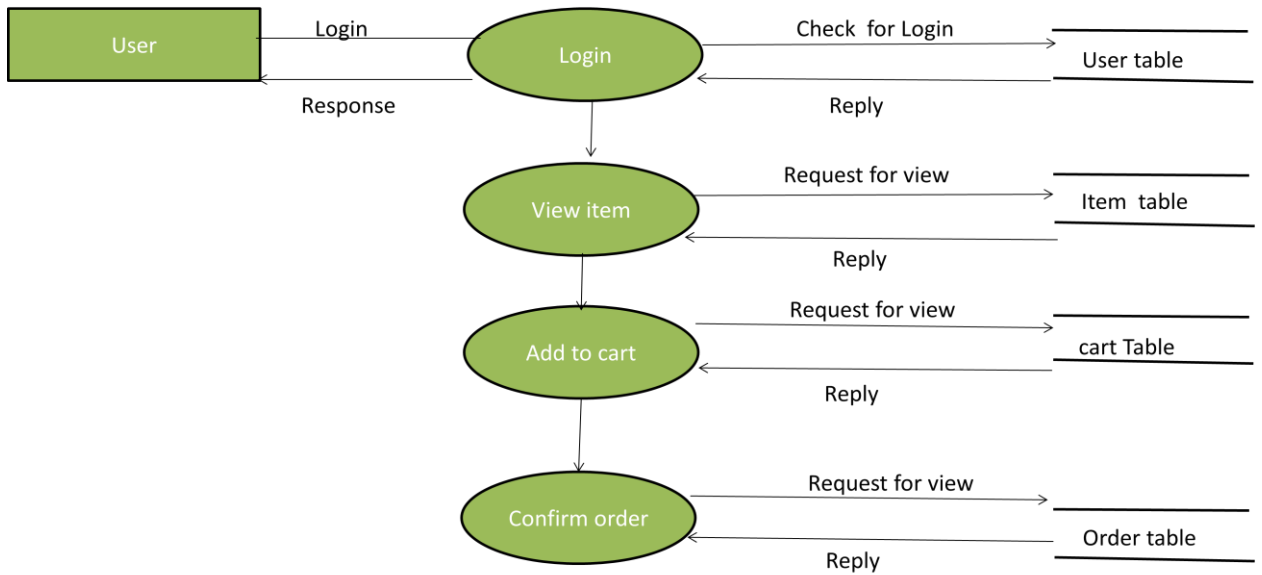 User
Login
Login
Check for Login
User table
Response
Reply
View item
Request for view
Item table
Reply
Add to cart
Request for view
cart Table
Reply
Confirm order
Request for view
Order table
Reply